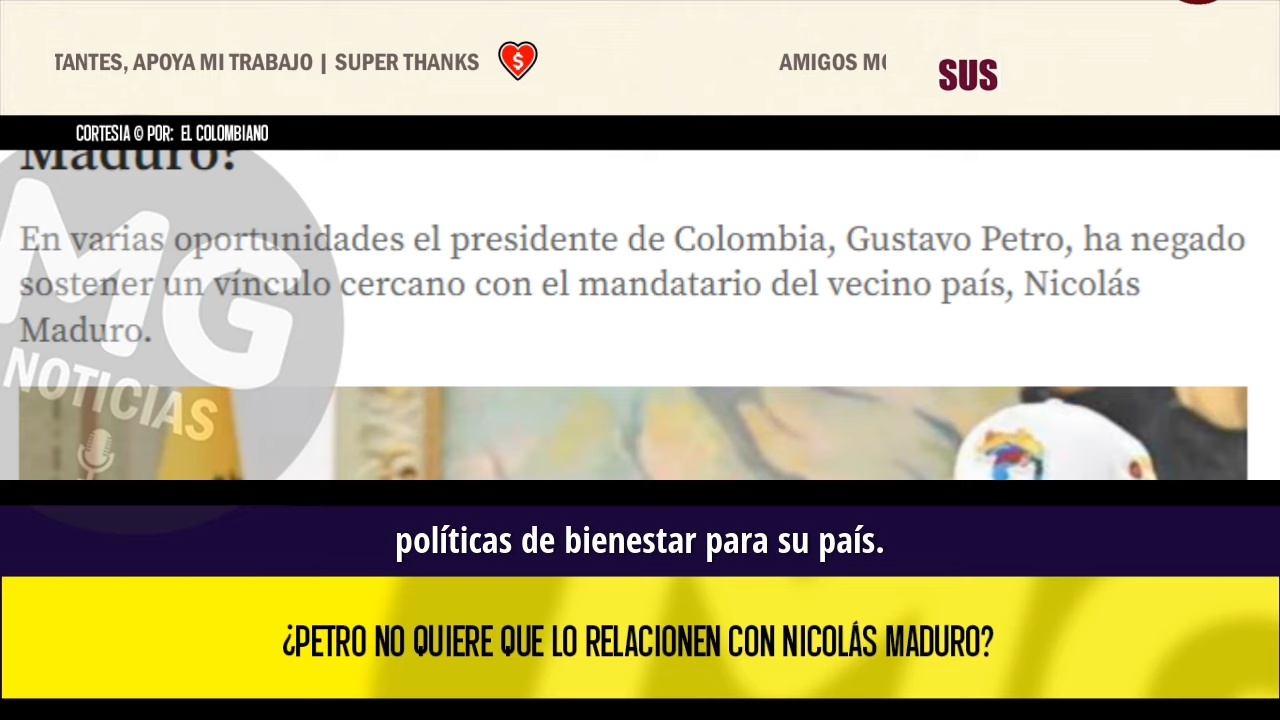 TANTES, APOYA MI TRABAJO | SUPER THANKS
AMIGOS
SUS
CORTESIA © POR: EL COLOMBIANO
Maduro?
En varias oportunidades el presidente de Colombia, Gustavo Petro, ha negado
sostener un vínculo cercano con el mandatario del vecino país, Nicolás
Maduro.
MG
NOTICIAS
políticas de bienestar para su país.
¿PETRO NO QUIERE QUE LO RELACIONEN CON NICOLÁS MADURO?